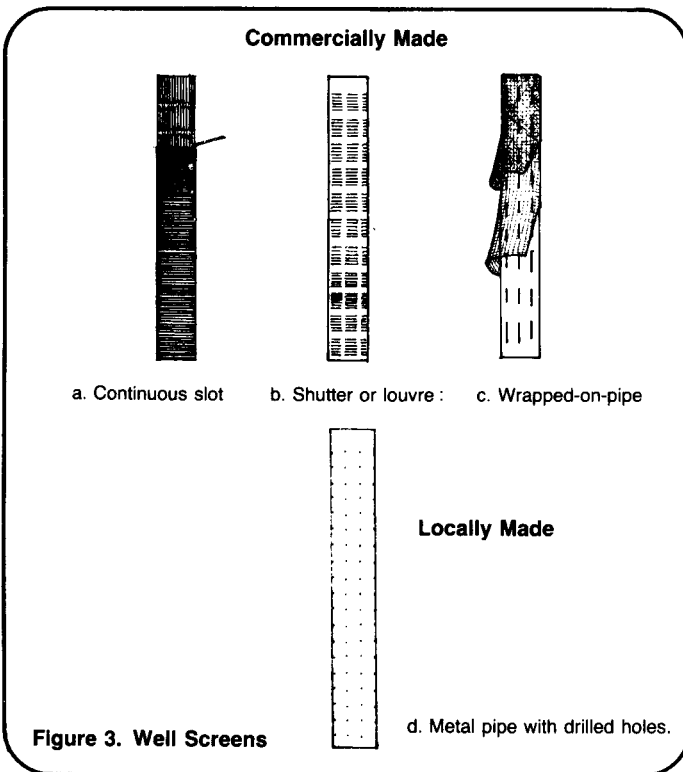 Commercially Made
a. Continuous slot
b. Shutter or louvre :
c. Wrapped-on-pipe
Locally Made
d. Metal pipe with drilled holes.
Figure 3. Well Screens